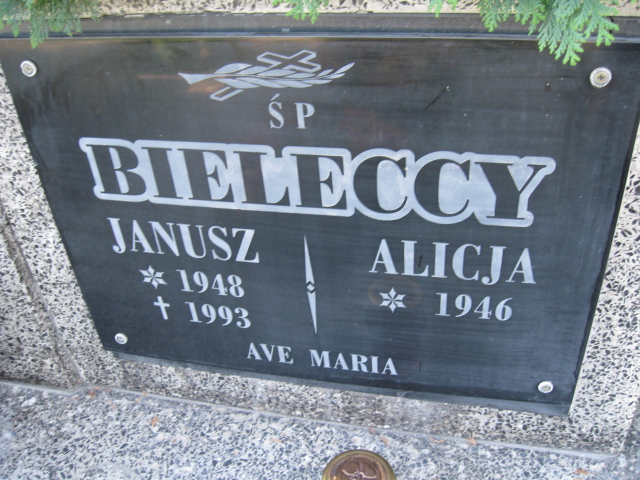 ŚP
BIELECCY
JANUSZ
1948
1993
ALICJA
1946
AVE MARIA